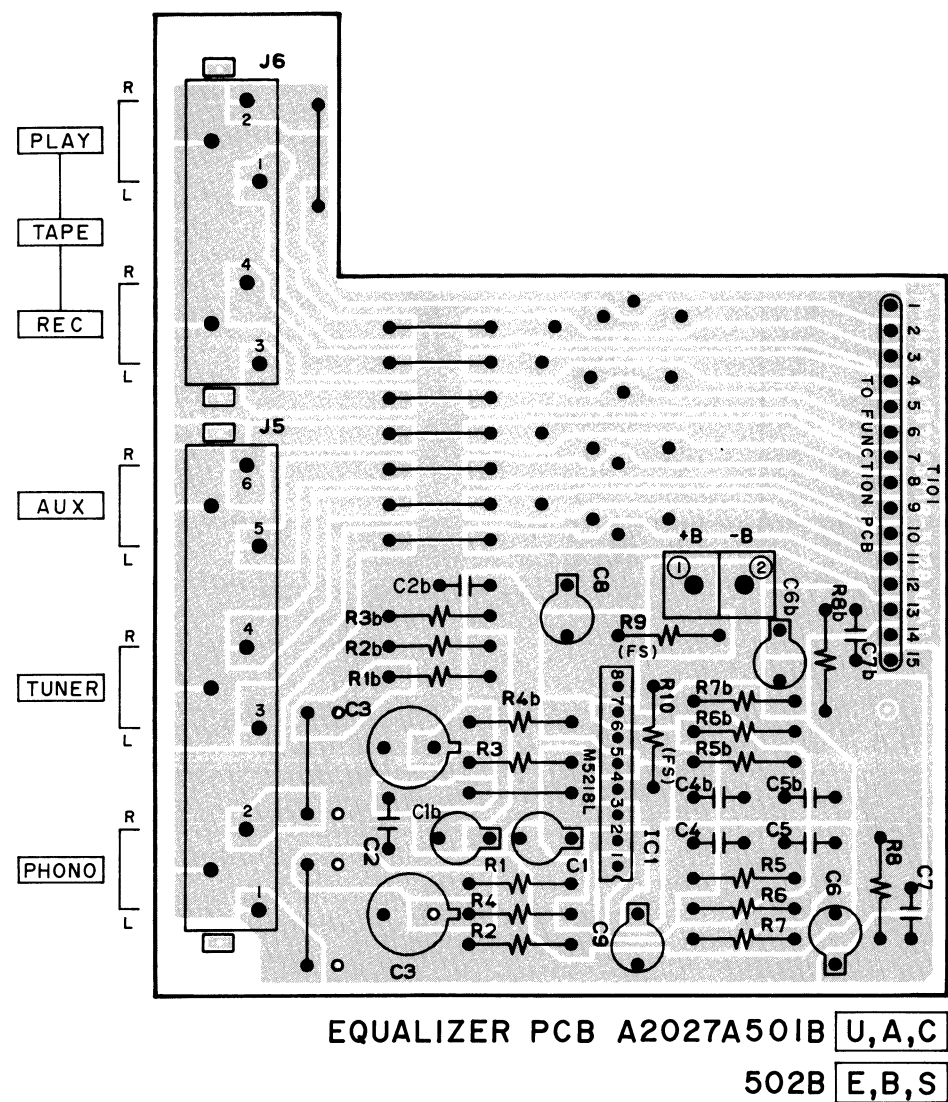 J6
R
2
PLAY
1
L
TAPE
R
4
REC
3
L
J5
R
6
AUX
5
L
4
R
TUNER
3
L
2
R
PHONO
1
L
1
2
3
4
5
6
7
8
9
10
11
12
13
14
15
TO FUNCTION PCB
T101
+B
-B
1
2
C2b
C8
C6b
R8b
C7b
R3b
R9
(FS)
R2b
R1b
R4b
C3
R3
8
7
6
5
4
3
2
1
M5218L
IC1
R10
(FS)
R7b
R6b
R5b
C4b
C5b
C1b
C2
C4
C5
R1
C1
R5
R8
C7
R4
R6
C6
R2
R7
C9
C3
EQUALIZER PCB A2027A501B U,A,C
502B E,B,S